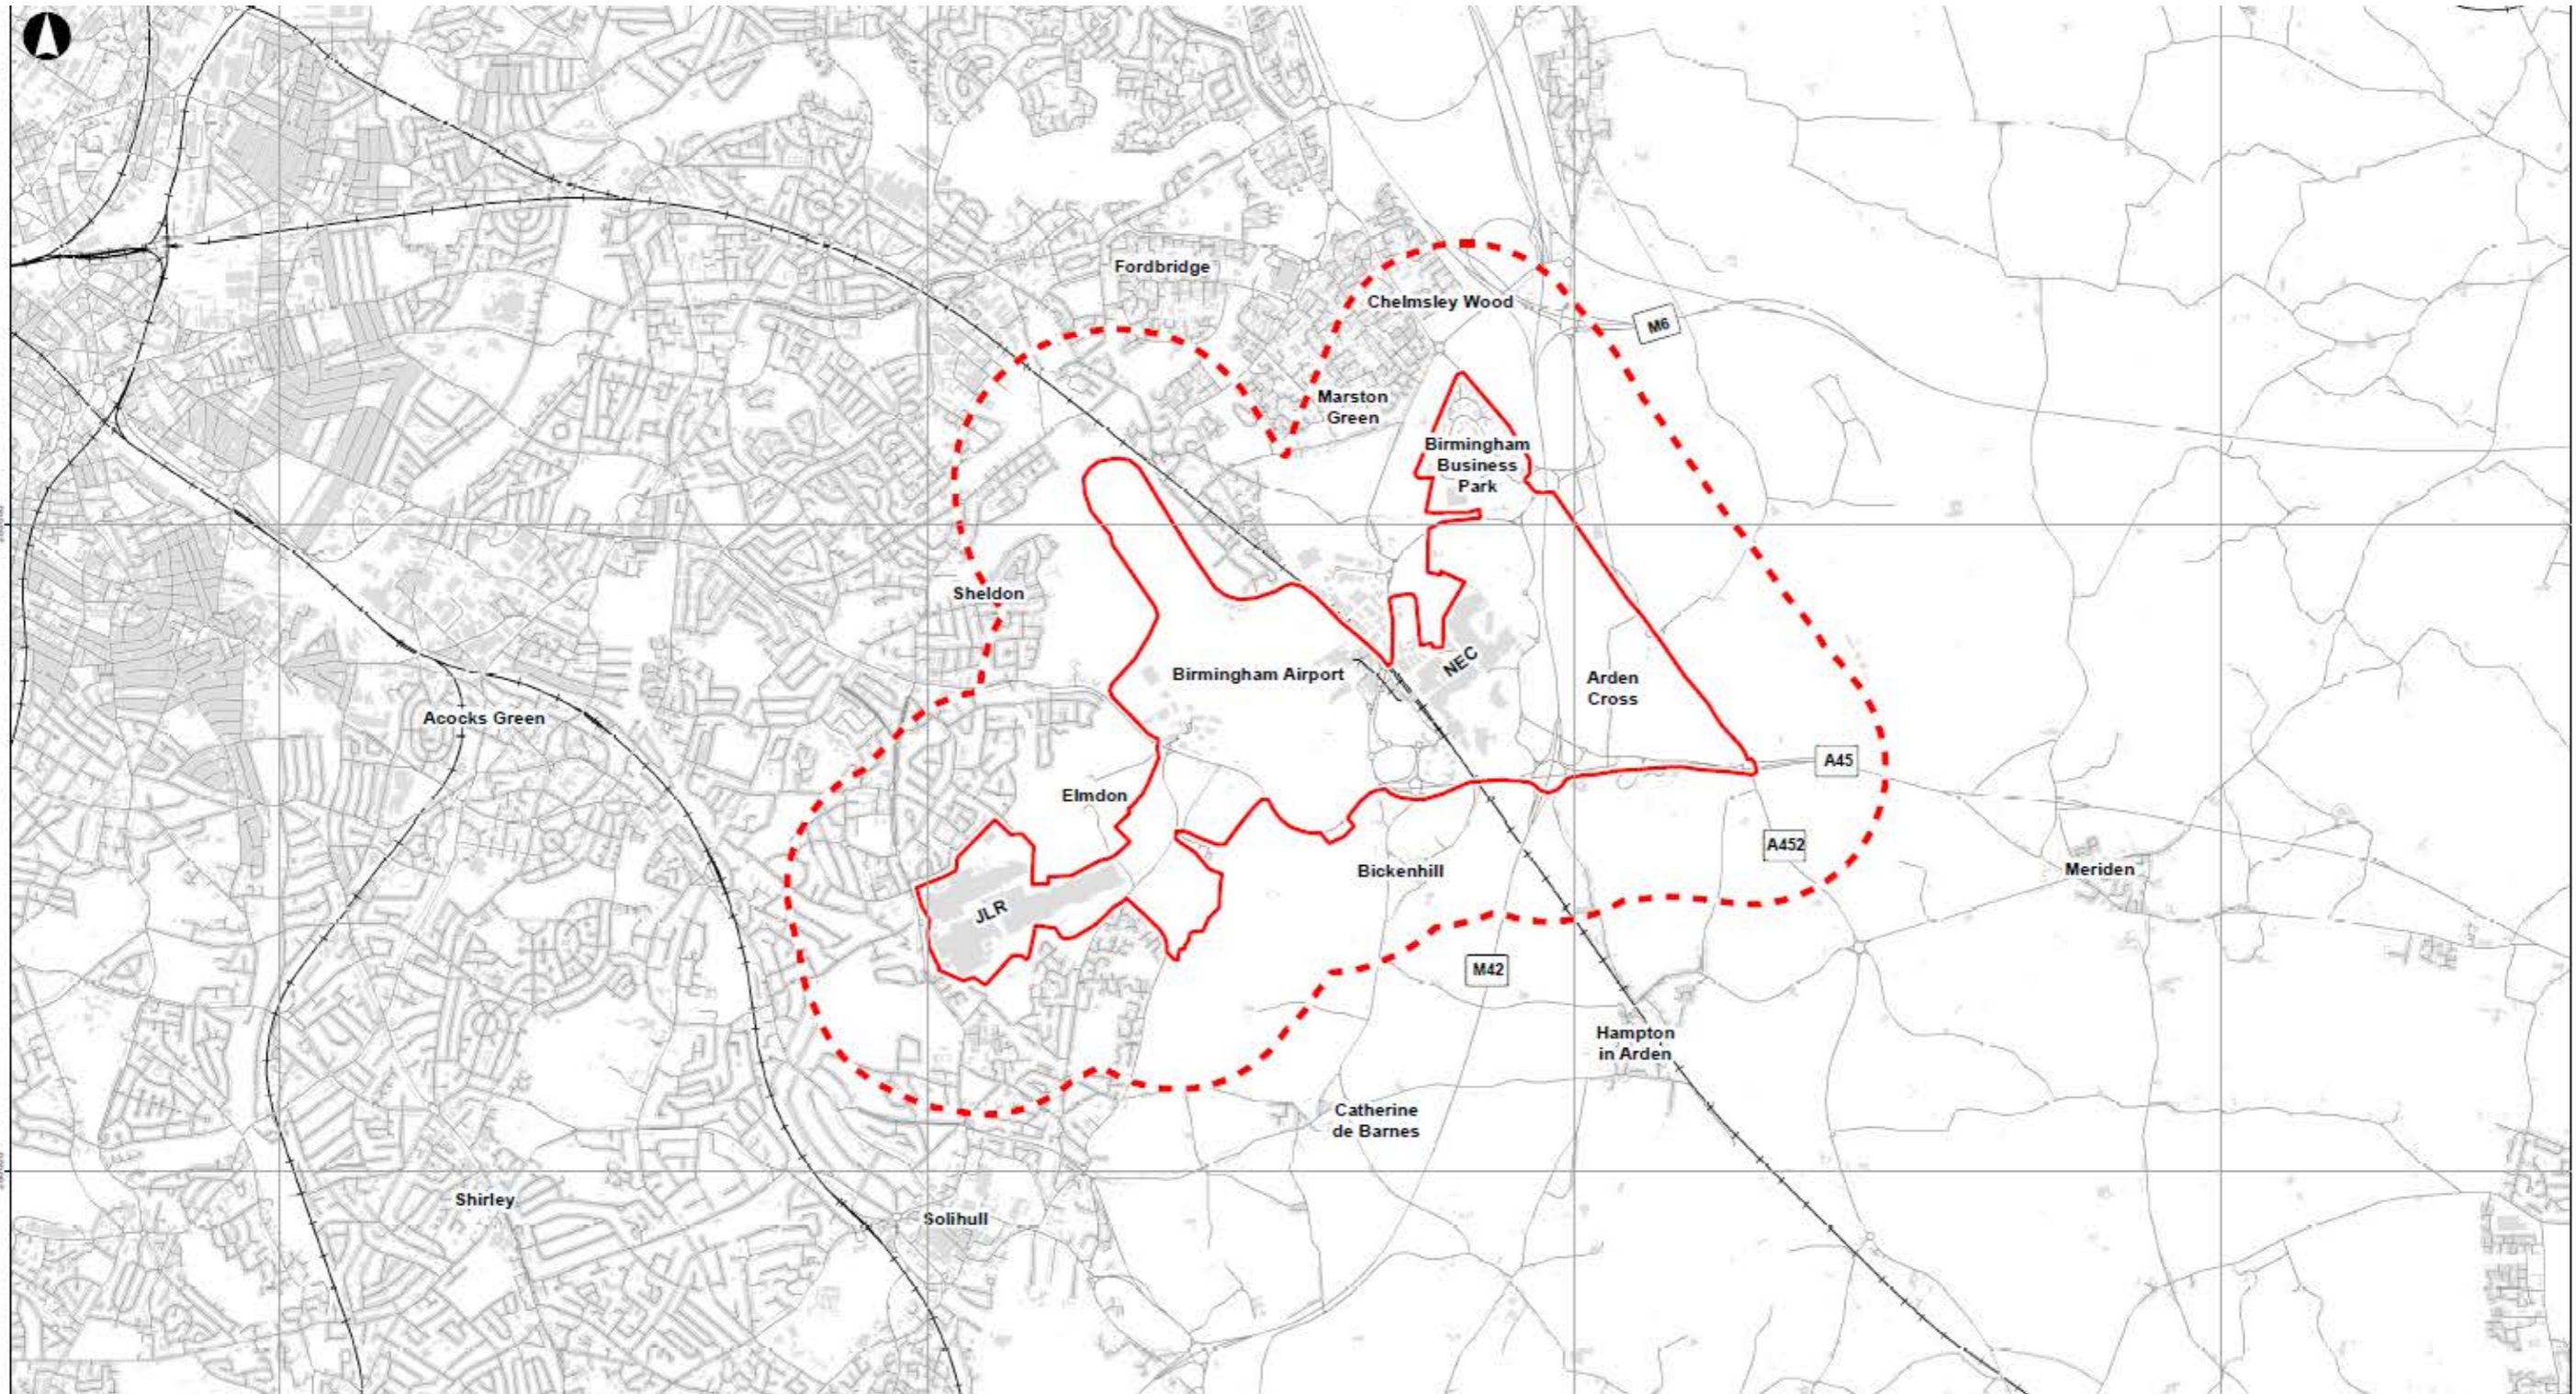 Fordbridge
Chelmsley Wood
M6
Marston
Green
Birmingham
Business
Park
Sheldon
Birmingham Airport
NEC
Arden
Cross
Acocks Green
A45
Elmdon
A452
Bickenhill
Meriden
JLR
M42
Hampton
in Arden
Catherine
de Barnes
Shirley
Solihull